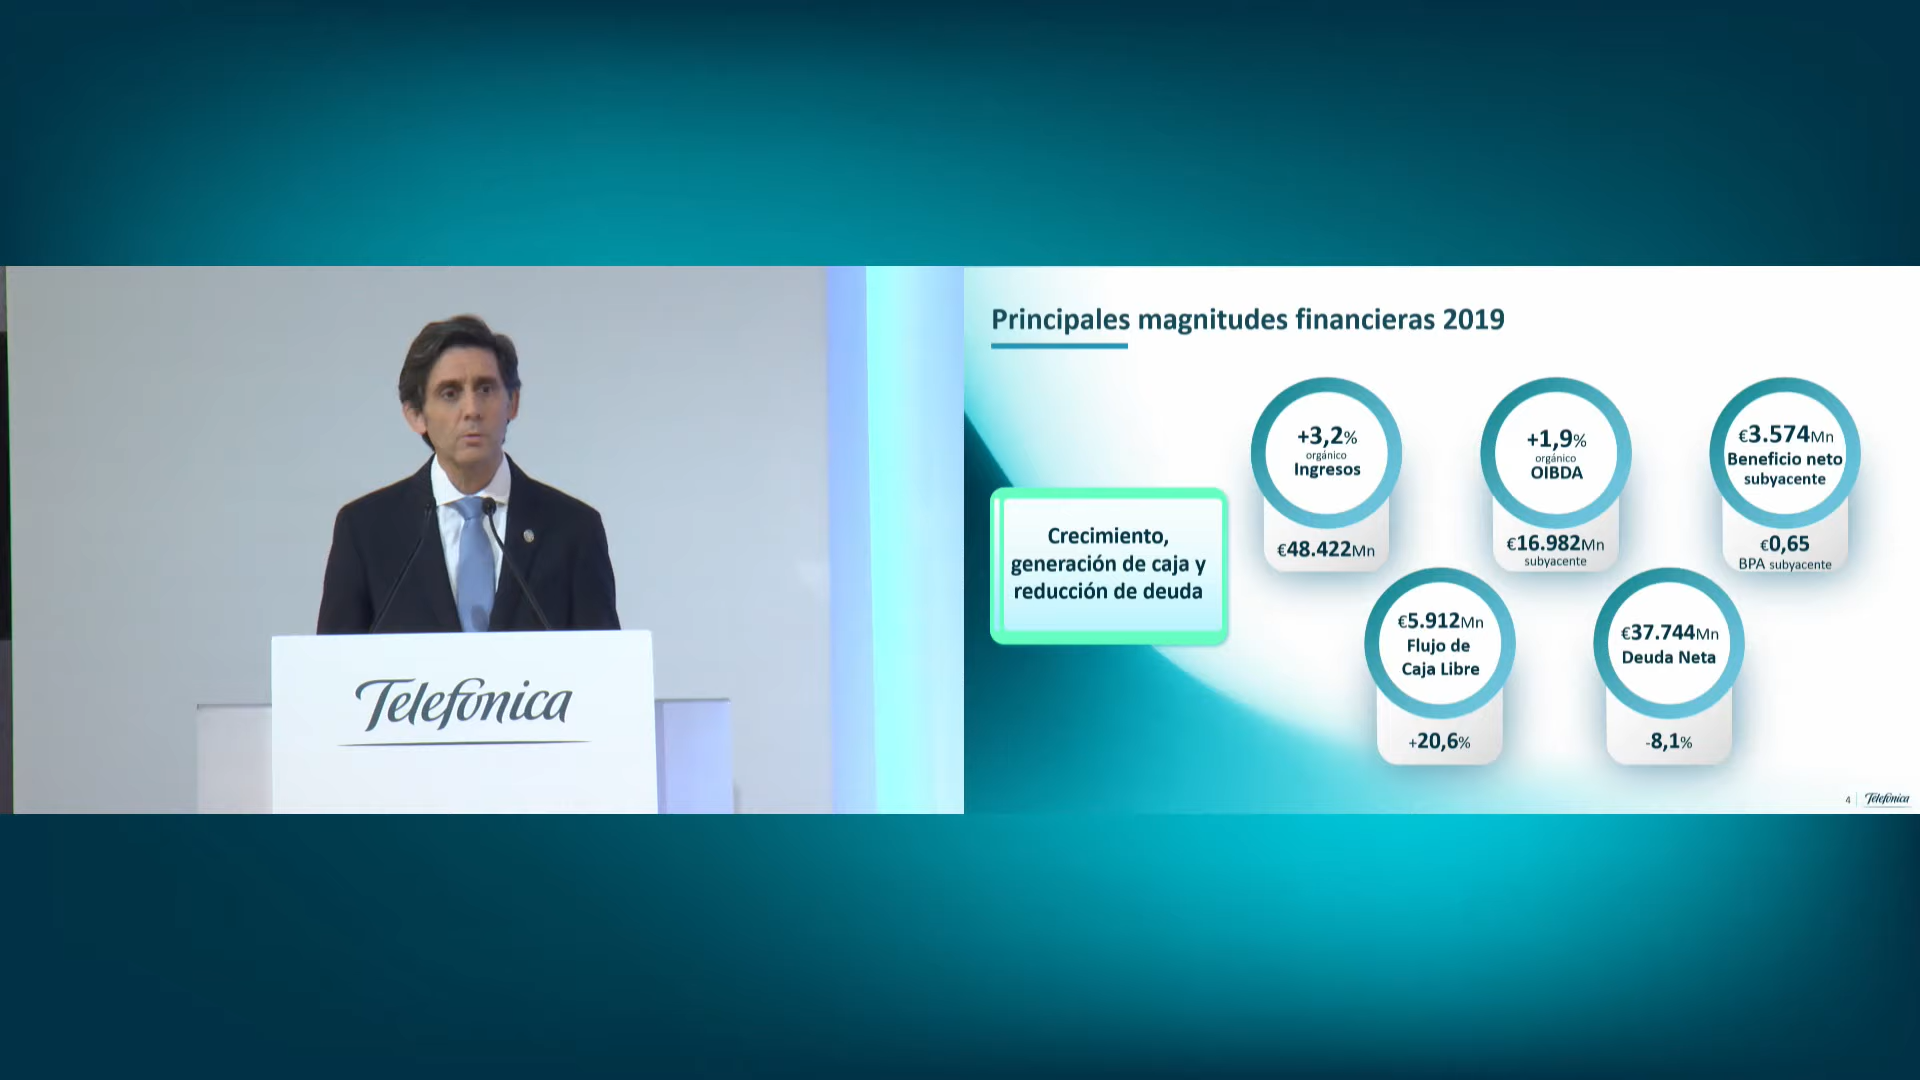 Telefónica
Principales magnitudes financieras 2019
Crecimiento,
generación de caja y
reducción de deuda
+3,2%
orgánico
Ingresos
€48.422Mn
+1,9%
orgánico
OIBDA
€16.982Mn
subyacente
€3.574Mn
Beneficio neto
subyacente
€0,65
BPA subyacente
€5.912Mn
Flujo de
Caja Libre
+20,6%
€37.744Mn
Deuda Neta
-8,1%
4 Telefónica